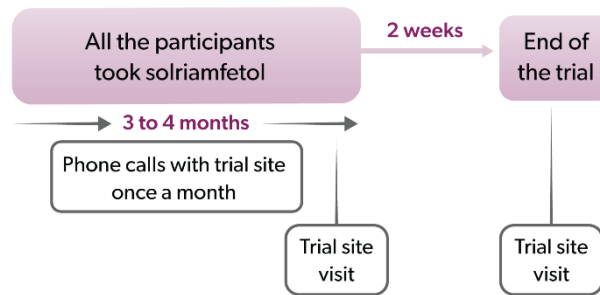 All the participants
took solriamfetol
2 weeks
End of
the trial
3 to 4 months
Phone calls with trial site
once a month
Trial site
visit
Trial site
visit